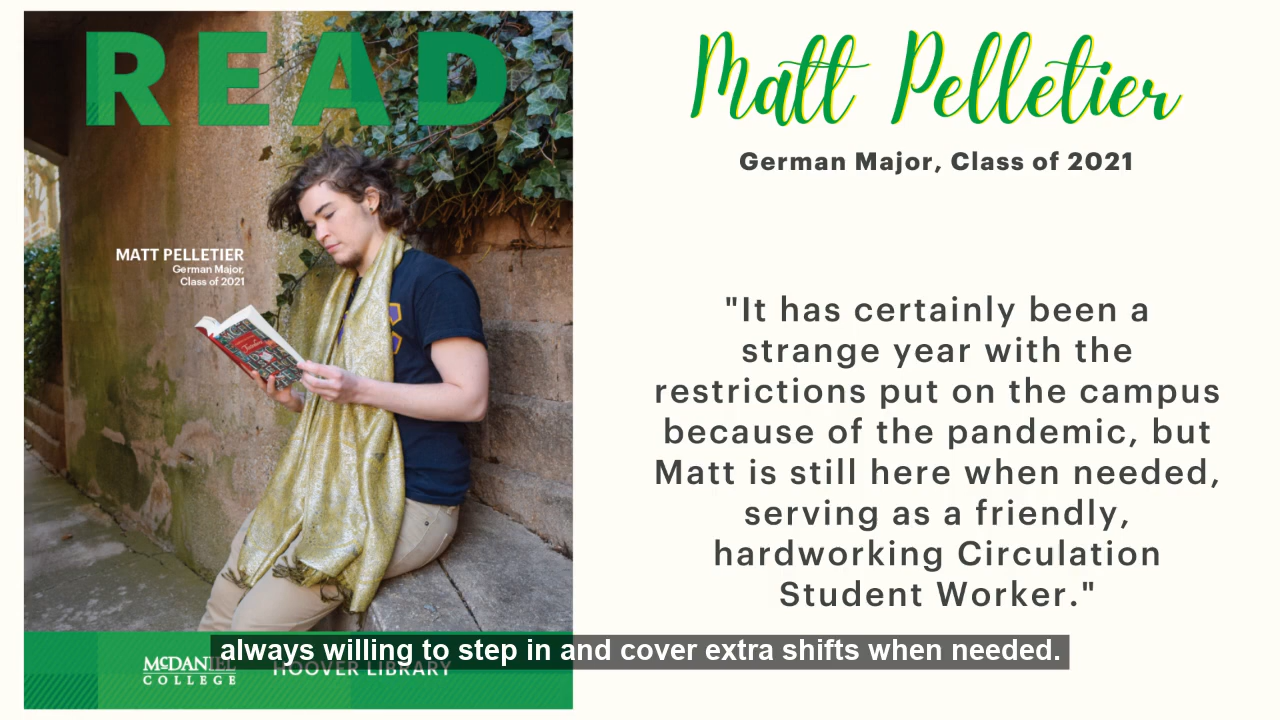 READ
MATT PELLETIER
German Major,
Class of 2021
McDANIEL
COLLEGE
HOOVER LIBRARY
Matt Pelletier
German Major, Class of 2021
"It has certainly been a
strange year with the
restrictions put on the campus
because of the pandemic, but
Matt is still here when needed,
serving as a friendly,
hardworking Circulation
Student Worker."
always willing to step in and cover extra shifts when needed.